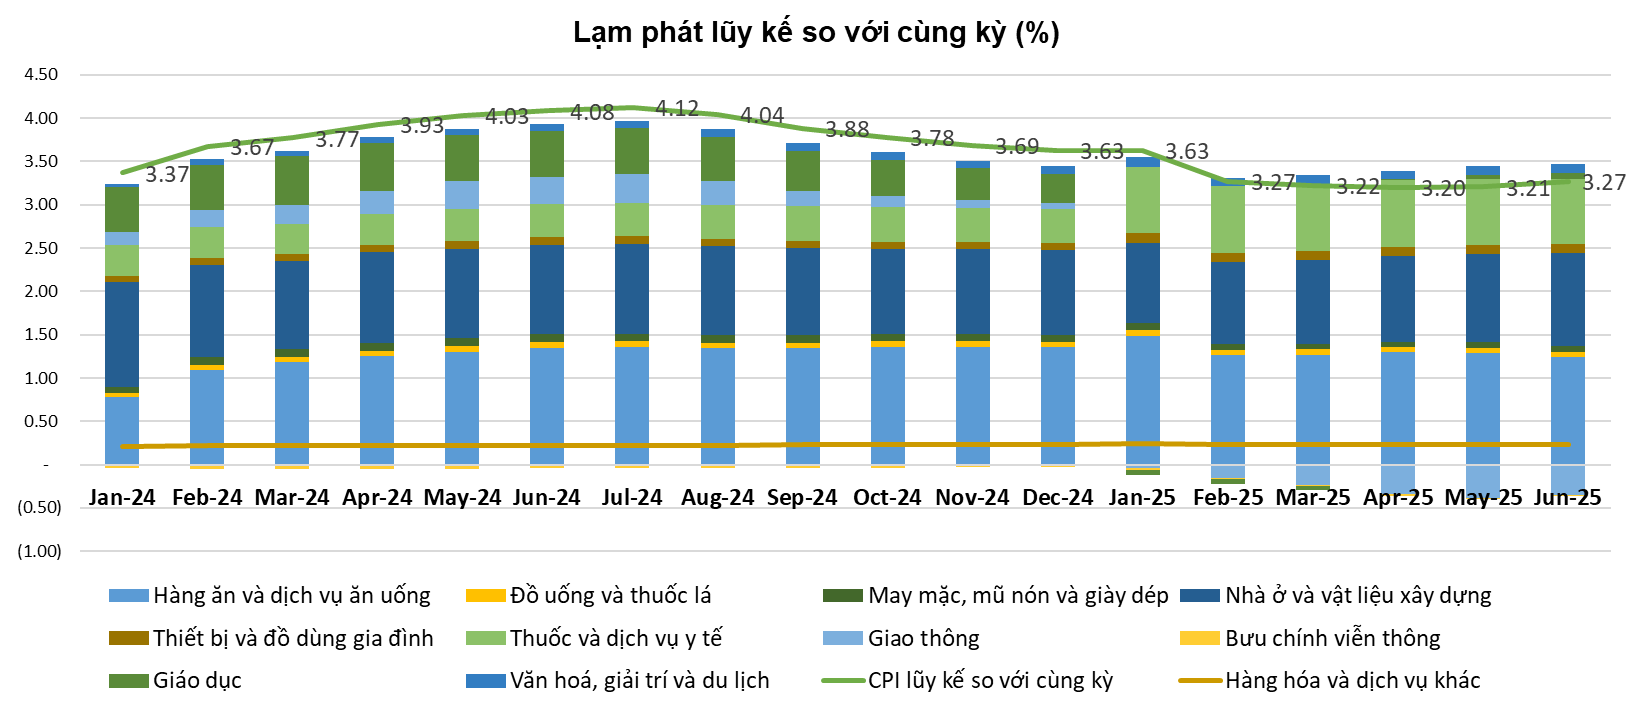 Lạm phát lũy kế so với cùng kỳ (%)
4.50
4.00
3.50
3.00
2.50
2.00
1.50
1.00
0.50
-
(0.50)
(1.00)
3.37 3.67 3.77 3.93 4.03 4.08 4.12 4.04 3.88 3.78 3.69 3.63 3.63 3.27 3.22 3.20 3.21 3.27
Jan-24 Feb-24 Mar-24 Apr-24 May-24 Jun-24 Jul-24 Aug-24 Sep-24 Oct-24 Nov-24 Dec-24 Jan-25 Feb-25 Mar-25 Apr-25 May-25 Jun-25
Hàng ăn và dịch vụ ăn uống Đồ uống và thuốc lá May mặc, mũ nón và giày dép Nhà ở và vật liệu xây dựng
Thiết bị và đồ dùng gia đình Thuốc và dịch vụ y tế Giao thông Bưu chính viễn thông
Giáo dục Văn hoá, giải trí và du lịch CPI lũy kế so với cùng kỳ Hàng hóa và dịch vụ khác